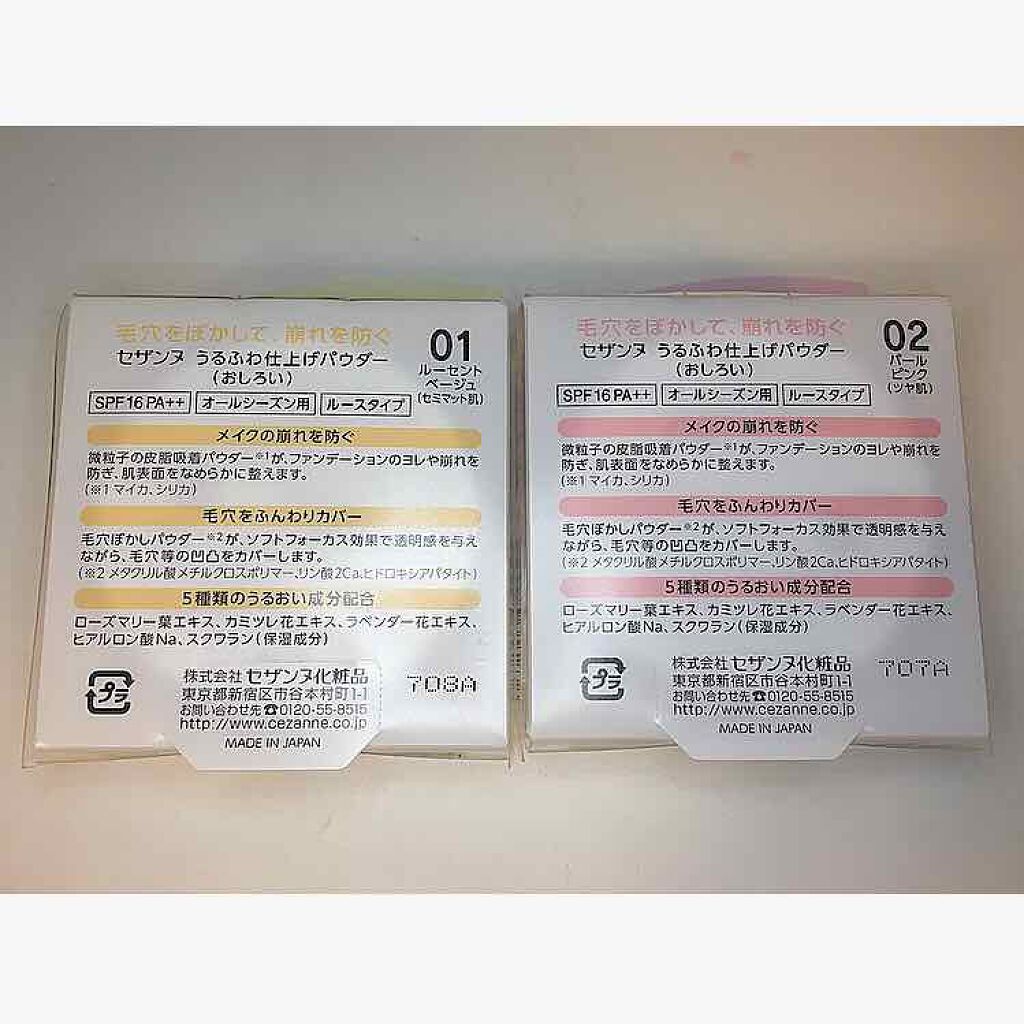 毛穴をぼかして、崩れを防ぐ
セザンヌ うるふわ仕上げパウダー
(おしろい)
01
ルーセント
ベージュ
(セミマット肌)
SPF16 PA++ オールシーズン用 ルースタイプ
メイクの崩れを防ぐ
微粒子の皮脂吸着パウダー※1が、ファンデーションのヨレや崩れを
防ぎ、肌表面をなめらかに整えます。
(※1 マイカ、シリカ)
毛穴をふんわりカバー
毛穴ぼかしパウダー※2が、ソフトフォーカス効果で透明感を与え
ながら、毛穴等の凹凸をカバーします。
(※2 メタクリル酸メチルクロスポリマー、リン酸2Ca、ヒドロキシアパタイト)
5種類のうるおい成分配合
ローズマリー葉エキス、カミツレ花エキス、ラベンダー花エキス、
ヒアルロン酸Na、スクワラン(保湿成分)
プラ
株式会社 セザンヌ化粧品
東京都新宿区市谷本村町1-1
お問い合わせ先☎0120-55-8515
http://www.cezanne.co.jp
MADE IN JAPAN
708A
毛穴をぼかして、崩れを防ぐ
セザンヌ うるふわ仕上げパウダー
(おしろい)
02
パール
ピンク
(ツヤ肌)
SPF16 PA++ オールシーズン用 ルースタイプ
メイクの崩れを防ぐ
微粒子の皮脂吸着パウダー※1が、ファンデーションのヨレや崩れを
防ぎ、肌表面をなめらかに整えます。
(※1 マイカ、シリカ)
毛穴をふんわりカバー
毛穴ぼかしパウダー※2が、ソフトフォーカス効果で透明感を与え
ながら、毛穴等の凹凸をカバーします。
(※2 メタクリル酸メチルクロスポリマー、リン酸2Ca、ヒドロキシアパタイト)
5種類のうるおい成分配合
ローズマリー葉エキス、カミツレ花エキス、ラベンダー花エキス、
ヒアルロン酸Na、スクワラン(保湿成分)
プラ
株式会社 セザンヌ化粧品
東京都新宿区市谷本村町1-1
お問い合わせ先☎0120-55-8515
http://www.cezanne.co.jp
MADE IN JAPAN
707A